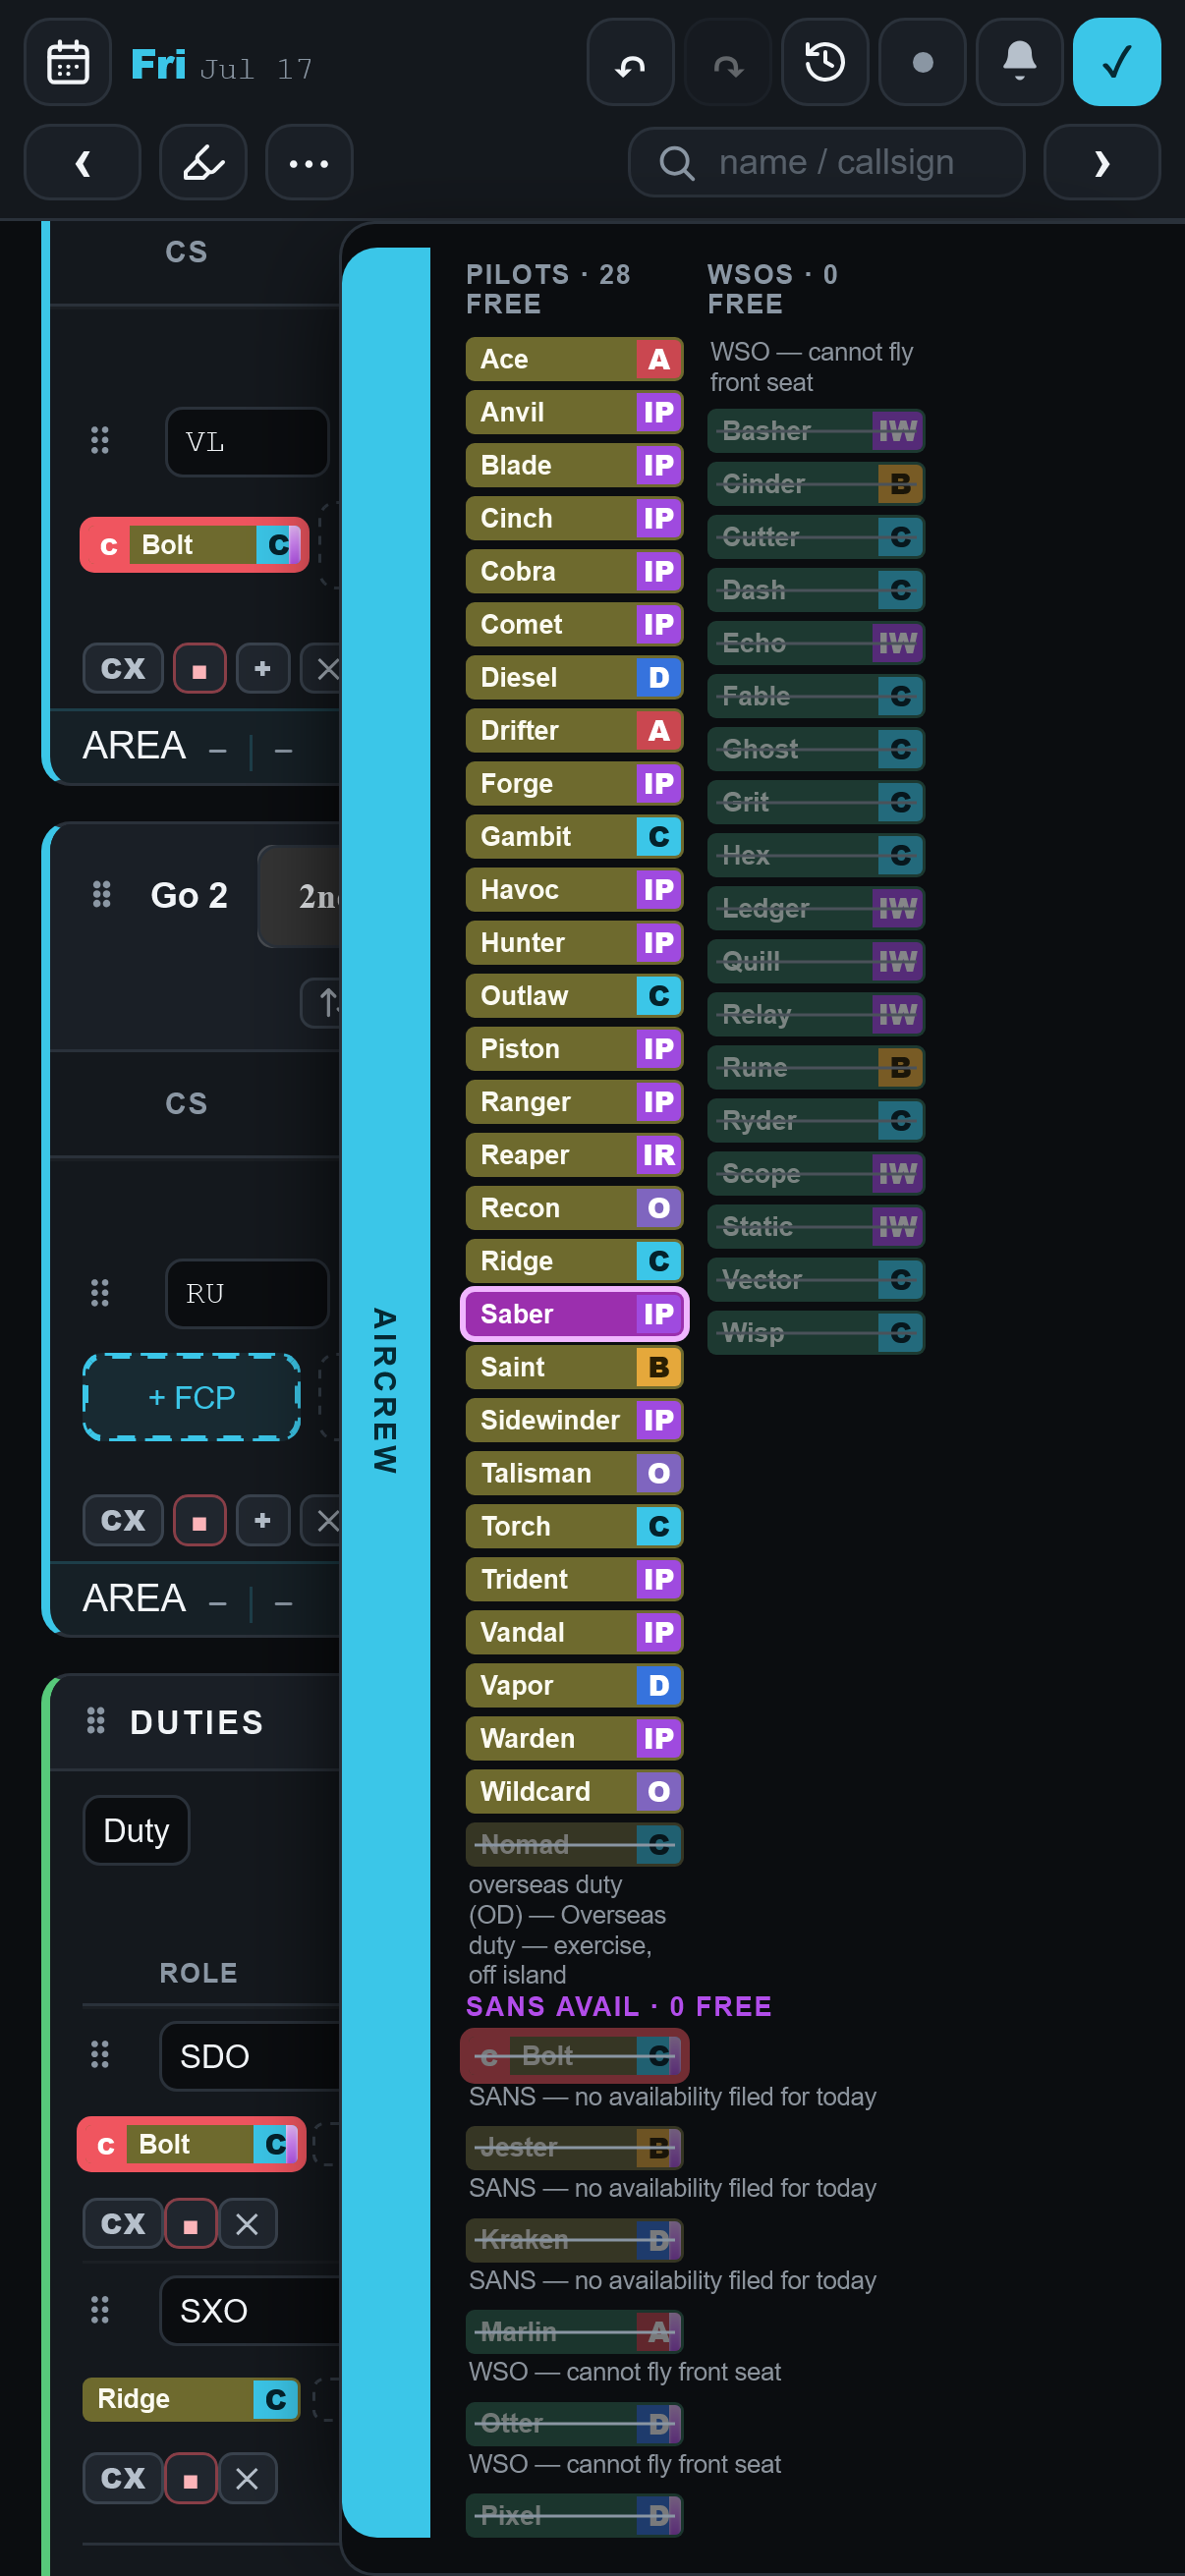 Fri Jul 17
name / callsign
CS
VL
c Bolt C
CX +
AREA – | –
Go 2
CS
RU
+ FCP
CX +
AREA – | –
DUTIES
Duty
ROLE
SDO
c Bolt C
CX
SXO
Ridge C
CX
AIRCREW
PILOTS · 28
FREE
Ace A
Anvil IP
Blade IP
Cinch IP
Cobra IP
Comet IP
Diesel D
Drifter A
Forge IP
Gambit C
Havoc IP
Hunter IP
Outlaw C
Piston IP
Ranger IP
Reaper IR
Recon O
Ridge C
Saber IP
Saint B
Sidewinder IP
Talisman O
Torch C
Trident IP
Vandal IP
Vapor D
Warden IP
Wildcard O
Nomad C
overseas duty
(OD) — Overseas
duty — exercise,
off island
WSOS · 0
FREE
WSO — cannot fly
front seat
Basher IW
Cinder B
Cutter C
Dash C
Echo IW
Fable C
Ghost C
Grit C
Hex C
Ledger IW
Quill IW
Relay IW
Rune B
Ryder C
Scope IW
Static IW
Vector C
Wisp C
SANS AVAIL · 0 FREE
c Bolt C
SANS — no availability filed for today
Jester B
SANS — no availability filed for today
Kraken D
SANS — no availability filed for today
Marlin A
WSO — cannot fly front seat
Otter D
WSO — cannot fly front seat
Pixel D